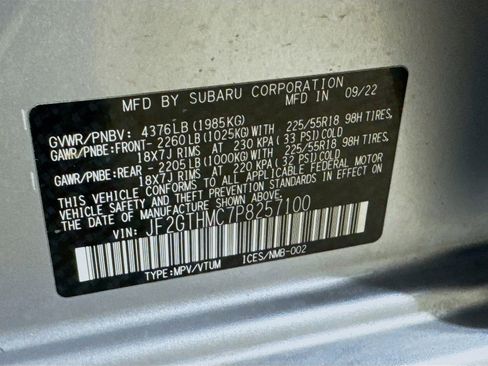 MFD BY SUBARU CORPORATION
MADE IN JAPAN 09/22
GVWR/PNBV: 4376LB (1985KG)
GAWR/PNBE:FRONT- 2260LB(1025KG)WITH 225/55R18 98H TIRES,
18X7J RIMS AT 230 KPA( 33 PSI)COLD
GAWR/PNBE:REAR - 2205LB(1000KG)WITH 225/55R18 98H TIRES,
18X7J RIMS AT 220 KPA( 32 PSI)COLD
THIS VEHICLE CONFORMS TO ALL APPLICABLE FEDERAL MOTOR
VEHICLE SAFETY AND THEFT PREVENTION STANDARDS IN EFFECT ON
THE DATE OF MANUFACTURE SHOWN ABOVE.
VIN: JF2GTHMC7P8257100
TYPE:MPV/VTUM ICES/NMB-002